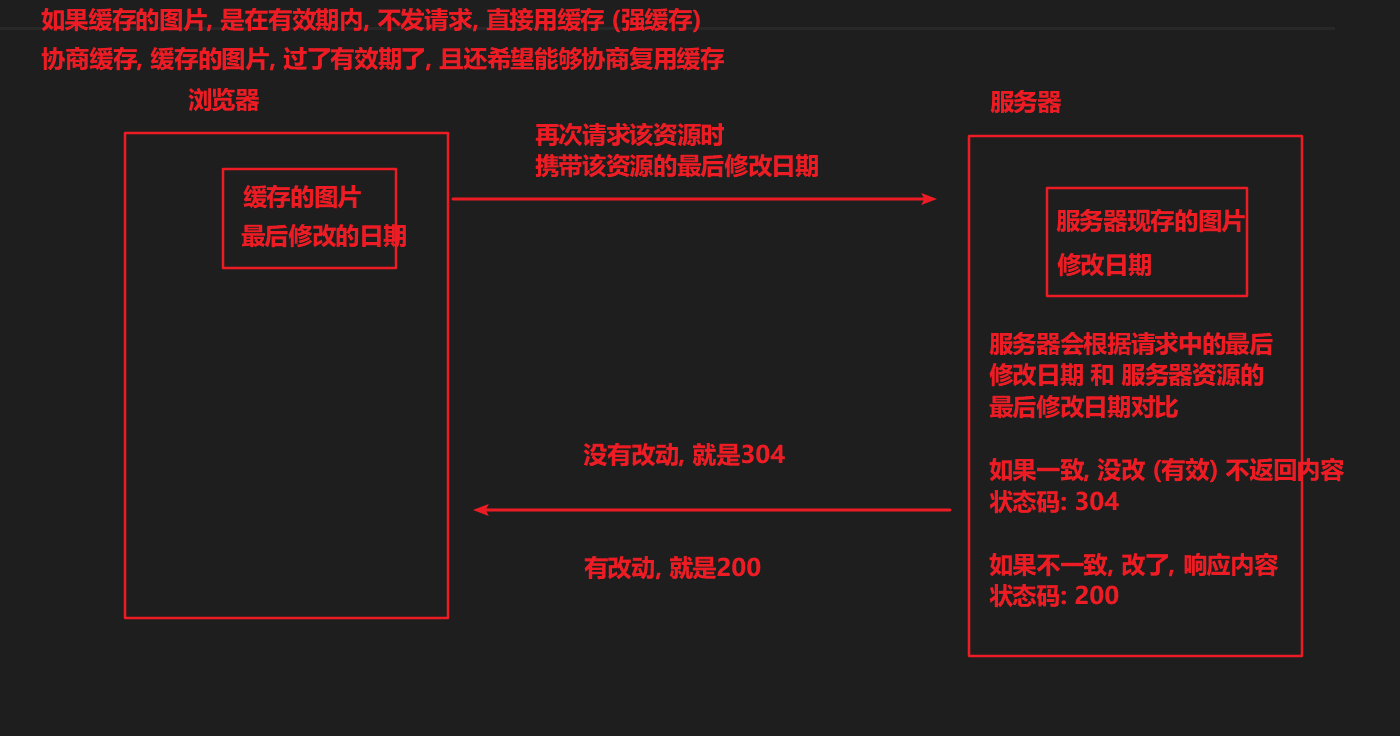 如果缓存的图片, 是在有效期内, 不发请求, 直接用缓存 (强缓存)
协商缓存, 缓存的图片, 过了有效期了, 且还希望能够协商复用缓存
浏览器
服务器
再次请求该资源时
携带该资源的最后修改日期
缓存的图片
最后修改的日期
服务器现存的图片
修改日期
服务器会根据请求中的最后
修改日期 和 服务器资源的
最后修改日期对比
没有改动, 就是304
如果一致, 没改 (有效) 不返回内容
状态码: 304
有改动, 就是200
如果不一致, 改了, 响应内容
状态码: 200